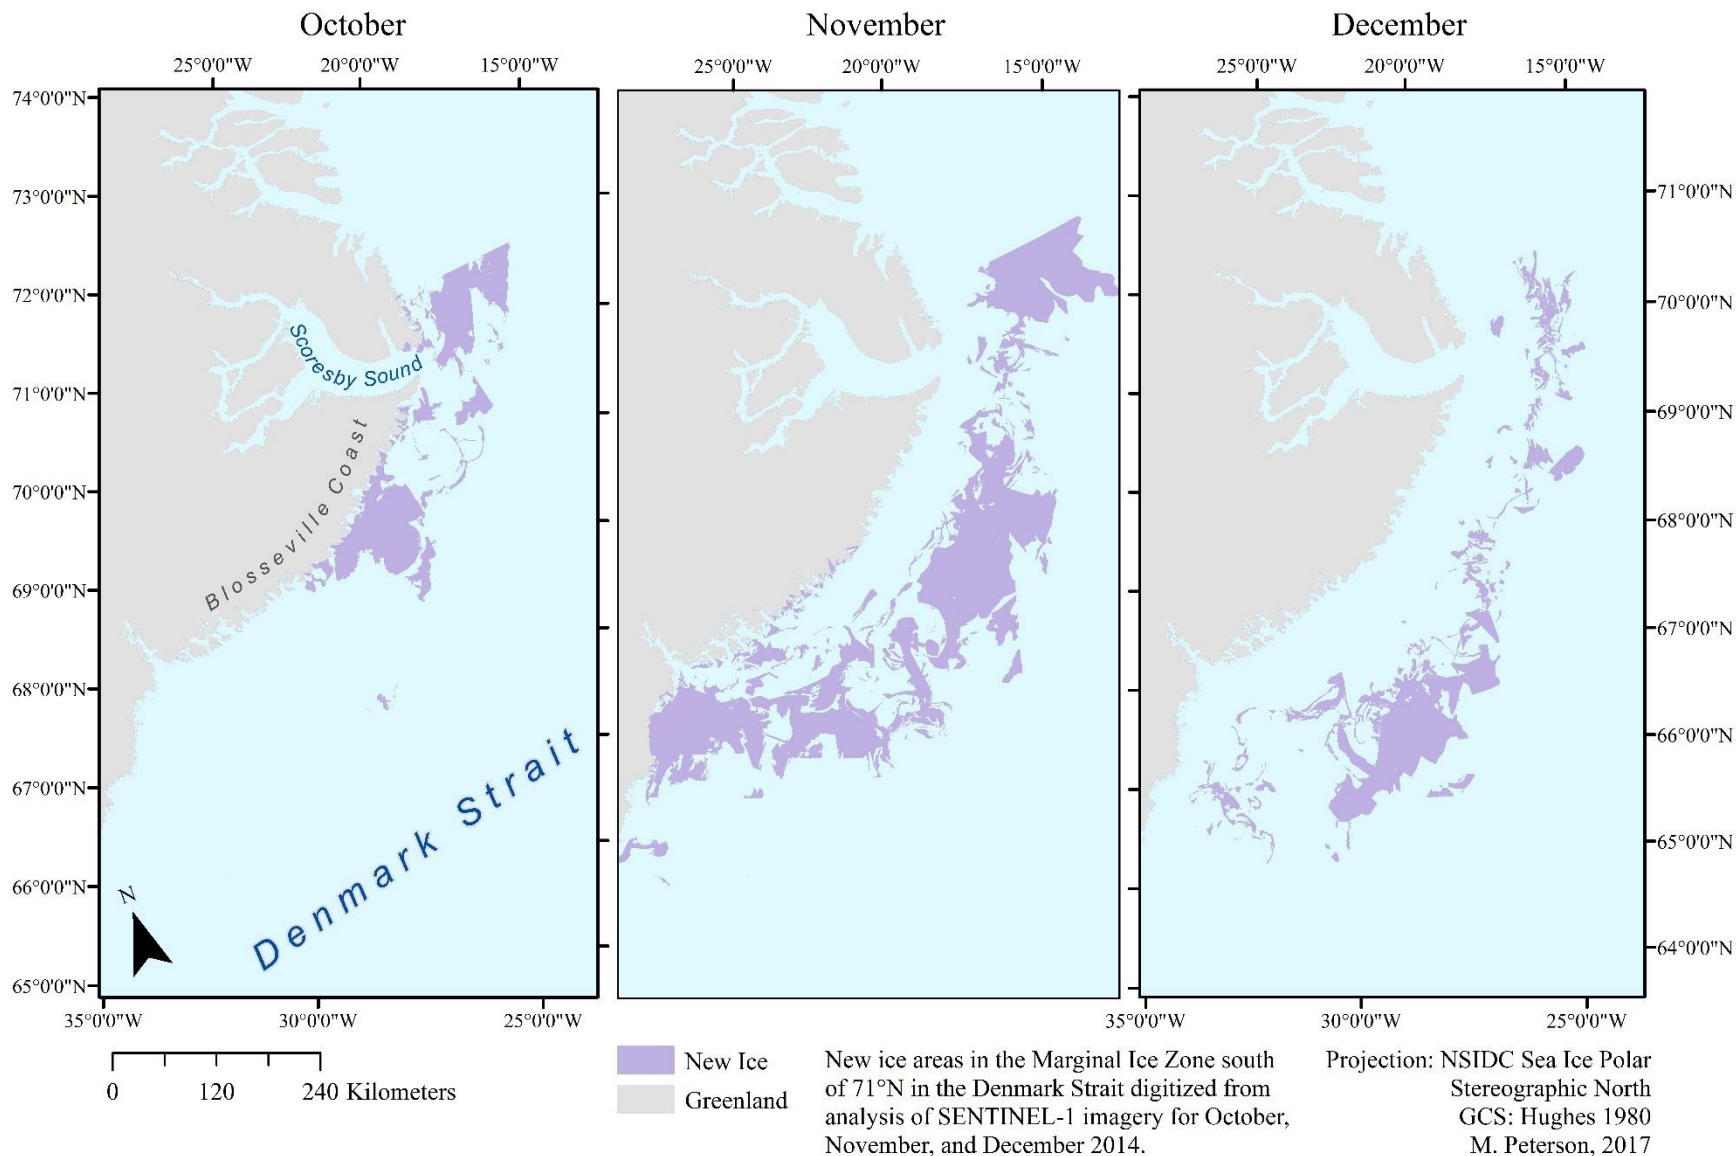 October
November
December
25°0'0"W
20°0'0"W
15°0'0"W
25°0'0"W
20°0'0"W
15°0'0"W
25°0'0"W
20°0'0"W
15°0'0"W
74°0'0"N
73°0'0"N
72°0'0"N
71°0'0"N
70°0'0"N
69°0'0"N
68°0'0"N
67°0'0"N
66°0'0"N
65°0'0"N
Scoresby Sound
Blosseville Coast
Denmark Strait
N
71°0'0"N
70°0'0"N
69°0'0"N
68°0'0"N
67°0'0"N
66°0'0"N
65°0'0"N
64°0'0"N
35°0'0"W
30°0'0"W
25°0'0"W
35°0'0"W
30°0'0"W
25°0'0"W
0
120
240 Kilometers
New Ice
Greenland
New ice areas in the Marginal Ice Zone south
of 71°N in the Denmark Strait digitized from
analysis of SENTINEL-1 imagery for October,
November, and December 2014.
Projection: NSIDC Sea Ice Polar
Stereographic North
GCS: Hughes 1980
M. Peterson, 2017